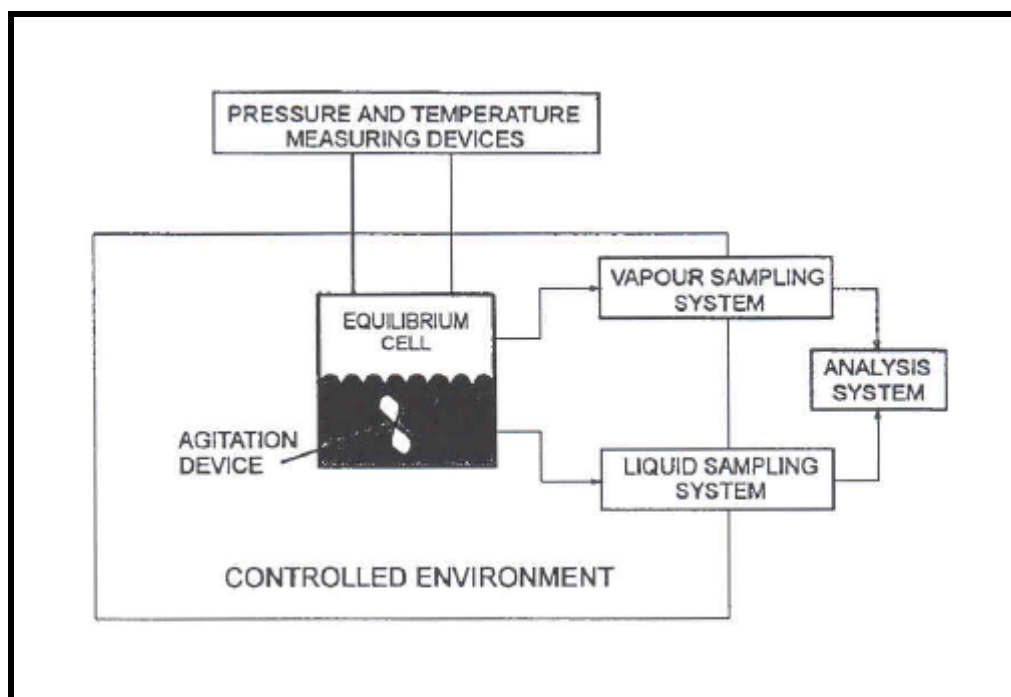 PRESSURE AND TEMPERATURE
MEASURING DEVICES
EQUILIBRIUM
CELL
VAPOUR SAMPLING
SYSTEM
ANALYSIS
SYSTEM
AGITATION
DEVICE
LIQUID SAMPLING
SYSTEM
CONTROLLED ENVIRONMENT